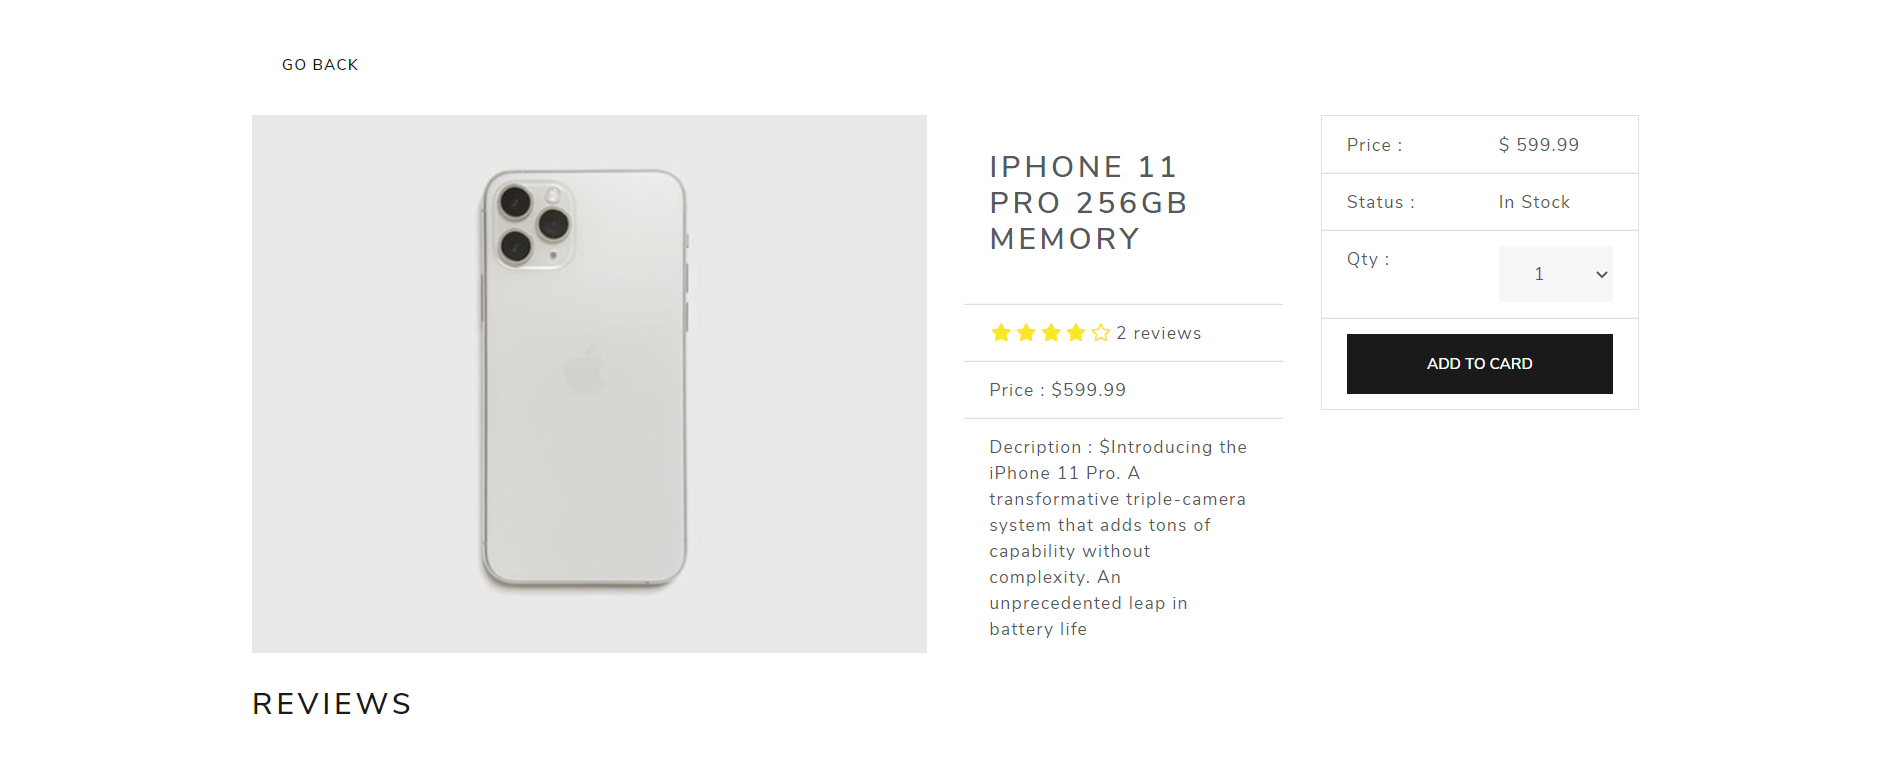 GO BACK
IPHONE 11
PRO 256GB
MEMORY
2 reviews
Price : $599.99
Decription : $Introducing the
iPhone 11 Pro. A
transformative triple-camera
system that adds tons of
capability without
complexity. An
unprecedented leap in
battery life
Price : $ 599.99
Status : In Stock
Qty : 1
ADD TO CARD
REVIEWS